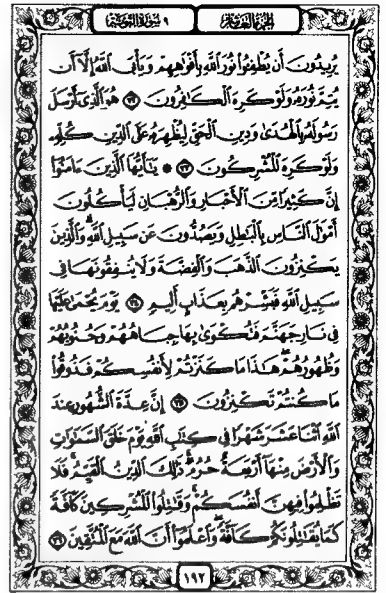 الجزء العاشر ٩ سورة التوبة
يُرِيدُونَ أَن يُطْفِـُٔوا۟ نُورَ ٱللَّهِ بِأَفْوَٰهِهِمْ وَيَأْبَى ٱللَّهُ إِلَّآ أَن
يُتِمَّ نُورَهُۥ وَلَوْ كَرِهَ ٱلْكَٰفِرُونَ ٣٢ هُوَ ٱلَّذِىٓ أَرْسَلَ
رَسُولَهُۥ بِٱلْهُدَىٰ وَدِينِ ٱلْحَقِّ لِيُظْهِرَهُۥ عَلَى ٱلدِّينِ كُلِّهِۦ
وَلَوْ كَرِهَ ٱلْمُشْرِكُونَ ٣٣ ۞ يَٰٓأَيُّهَا ٱلَّذِينَ ءَامَنُوٓا۟
إِنَّ كَثِيرًا مِّنَ ٱلْأَحْبَارِ وَٱلرُّهْبَانِ لَيَأْكُلُونَ
أَمْوَٰلَ ٱلنَّاسِ بِٱلْبَٰطِلِ وَيَصُدُّونَ عَن سَبِيلِ ٱللَّهِ ۗ وَٱلَّذِينَ
يَكْنِزُونَ ٱلذَّهَبَ وَٱلْفِضَّةَ وَلَا يُنفِقُونَهَا فِى
سَبِيلِ ٱللَّهِ فَبَشِّرْهُم بِعَذَابٍ أَلِيمٍ ٣٤ يَوْمَ يُحْمَىٰ عَلَيْهَا
فِى نَارِ جَهَنَّمَ فَتُكْوَىٰ بِهَا جِبَاهُهُمْ وَجُنُوبُهُمْ
وَظُهُورُهُمْ ۖ هَٰذَا مَا كَنَزْتُمْ لِأَنفُسِكُمْ فَذُوقُوا۟
مَا كُنتُمْ تَكْنِزُونَ ٣٥ إِنَّ عِدَّةَ ٱلشُّهُورِ عِندَ
ٱللَّهِ ٱثْنَا عَشَرَ شَهْرًا فِى كِتَٰبِ ٱللَّهِ يَوْمَ خَلَقَ ٱلسَّمَٰوَٰتِ
وَٱلْأَرْضَ مِنْهَآ أَرْبَعَةٌ حُرُمٌ ۚ ذَٰلِكَ ٱلدِّينُ ٱلْقَيِّمُ ۚ فَلَا
تَظْلِمُوا۟ فِيهِنَّ أَنفُسَكُمْ ۚ وَقَٰتِلُوا۟ ٱلْمُشْرِكِينَ كَآفَّةً
كَمَا يُقَٰتِلُونَكُمْ كَآفَّةً ۚ وَٱعْلَمُوٓا۟ أَنَّ ٱللَّهَ مَعَ ٱلْمُتَّقِينَ ٣٦
١٩٢